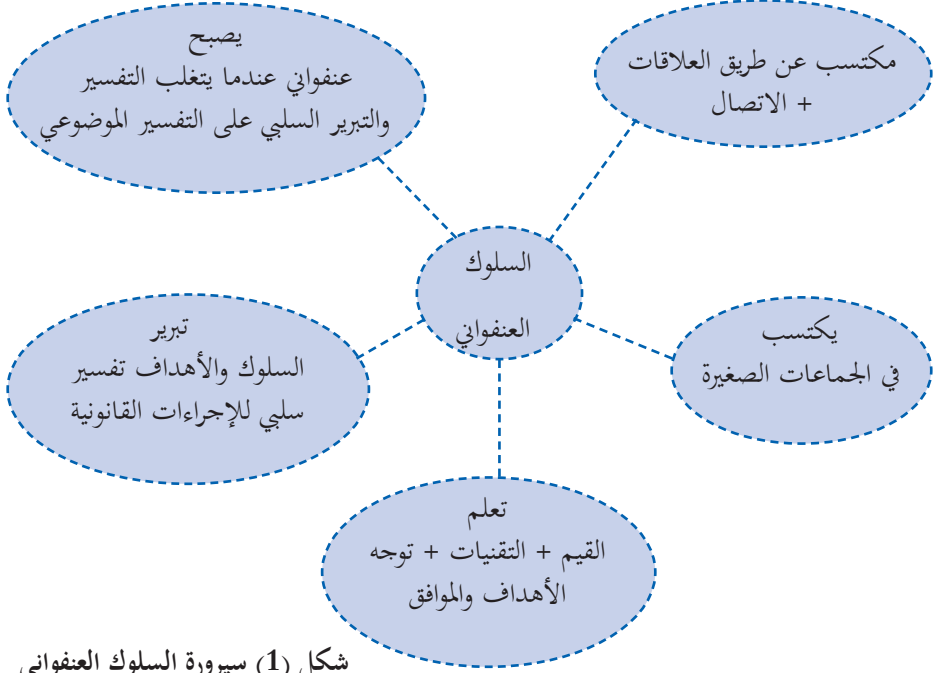 مكتسب عن طريق العلاقات
+ الاتصال
يصبح
عنفواني عندما يتغلب التفسير
والتبرير السلبي على التفسير الموضوعي
السلوك
العنفواني
يكتسب
في الجماعات الصغيرة
تبرير
السلوك والأهداف تفسير
سلبي للإجراءات القانونية
تعلم
القيم + التقنيات + توجه
الأهداف والموافق
شكل (1) سيرورة السلوك العنفواني